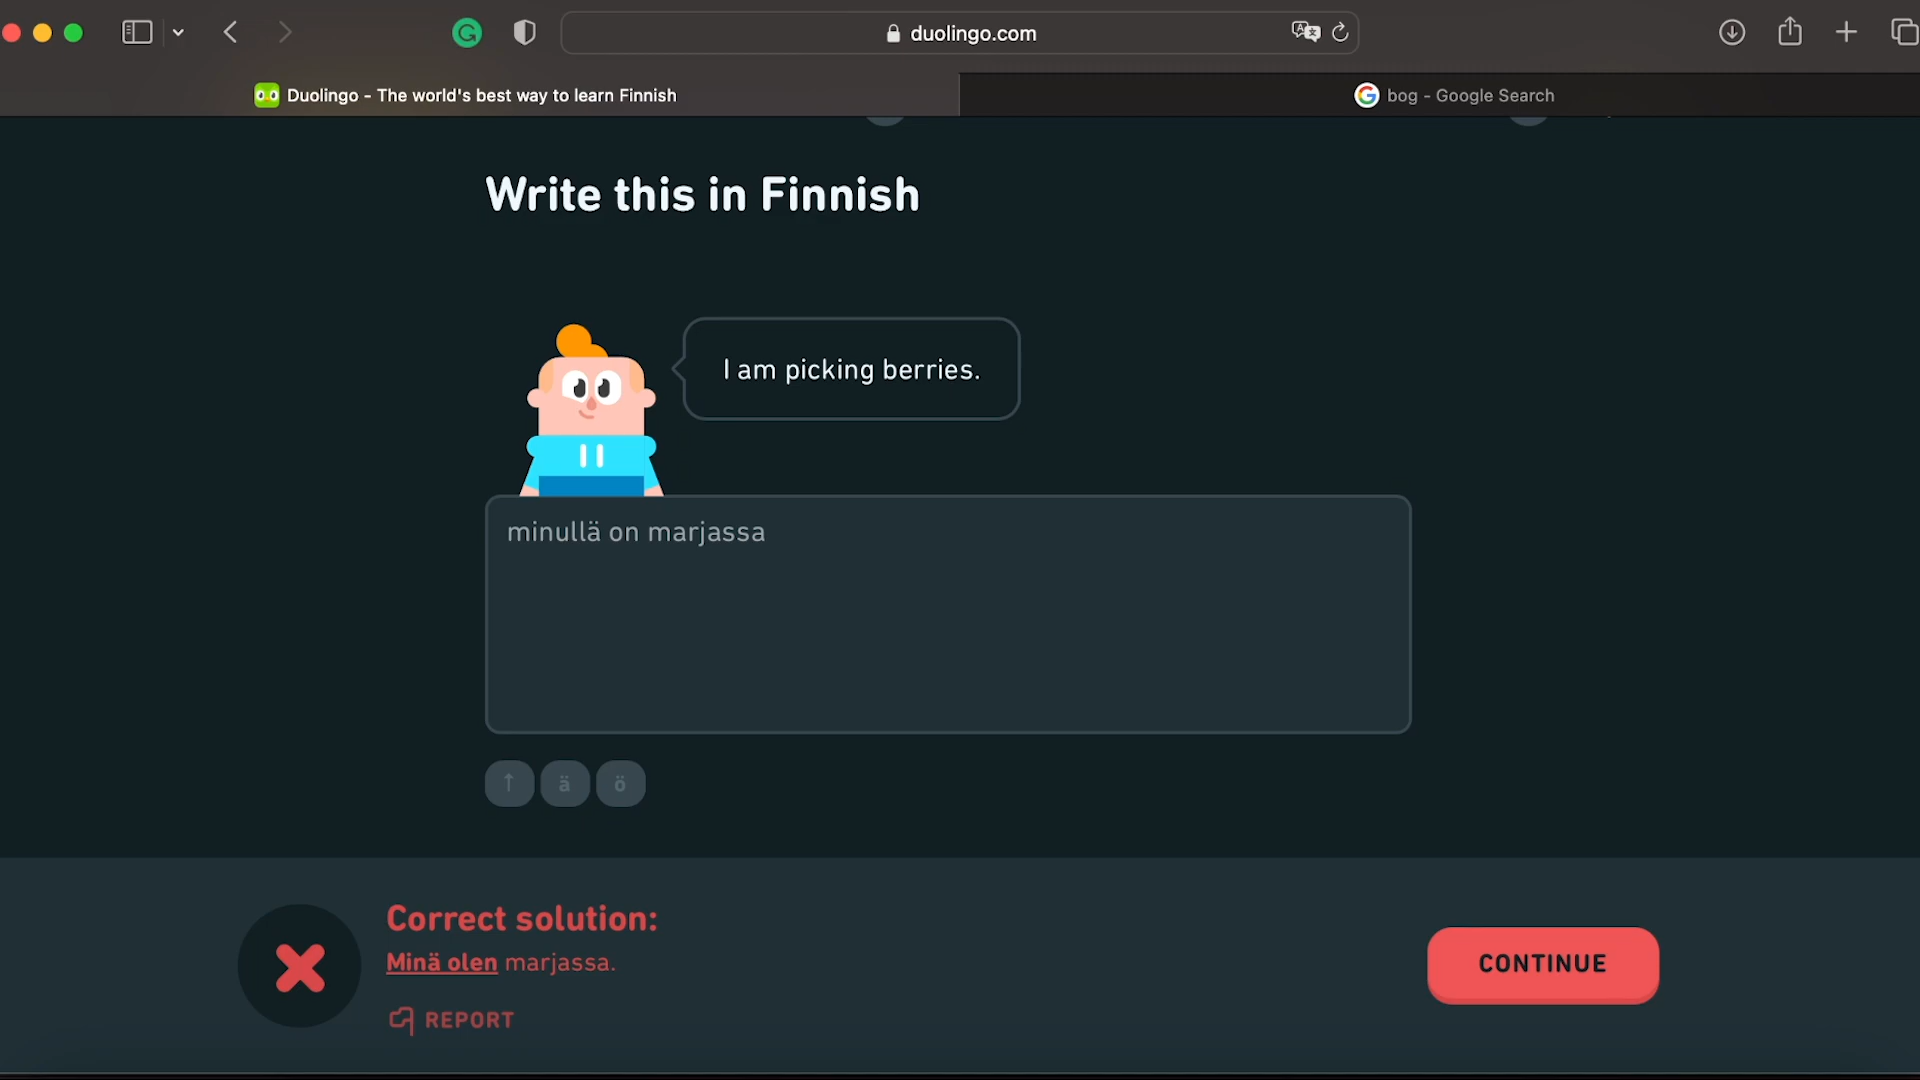 duolingo.com
Duolingo - The world's best way to learn Finnish
bog - Google Search
Write this in Finnish
I am picking berries.
minullä on marjassa
↑ ä ö
Correct solution:
Minä olen marjassa.
REPORT
CONTINUE